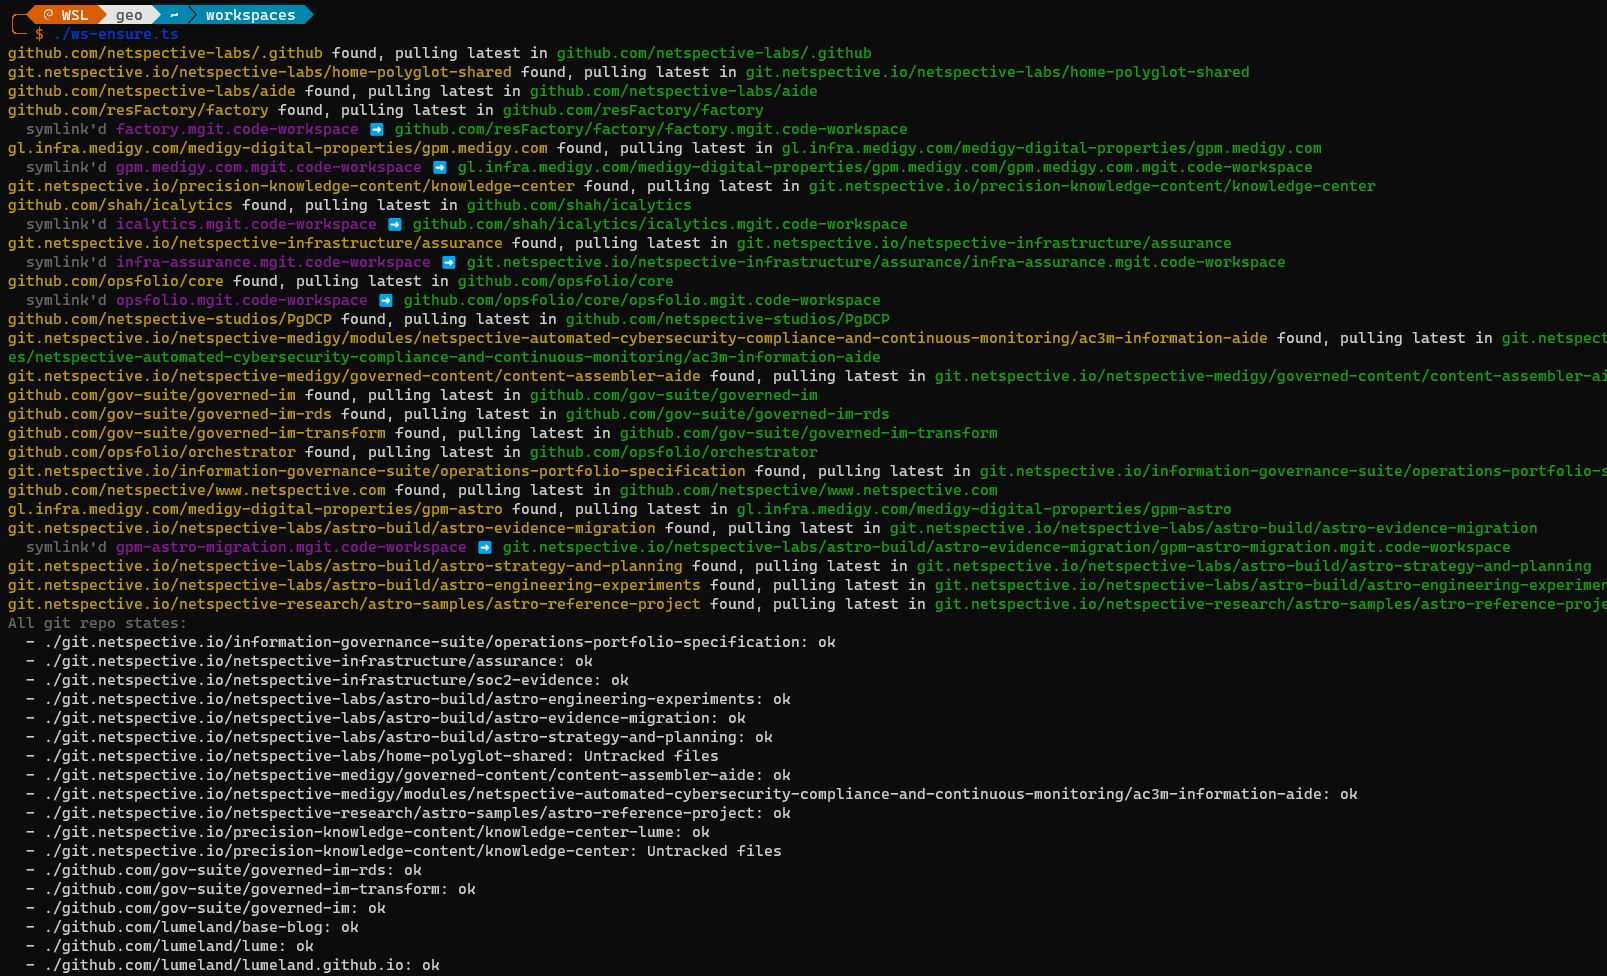 WSL geo ~ workspaces
$ ./ws-ensure.ts
github.com/netspective-labs/.github found, pulling latest in github.com/netspective-labs/.github
git.netspective.io/netspective-labs/home-polyglot-shared found, pulling latest in git.netspective.io/netspective-labs/home-polyglot-shared
github.com/netspective-labs/aide found, pulling latest in github.com/netspective-labs/aide
github.com/resFactory/factory found, pulling latest in github.com/resFactory/factory
symlink'd factory.mgit.code-workspace ➡ github.com/resFactory/factory/factory.mgit.code-workspace
gl.infra.medigy.com/medigy-digital-properties/gpm.medigy.com found, pulling latest in gl.infra.medigy.com/medigy-digital-properties/gpm.medigy.com
symlink'd gpm.medigy.com.mgit.code-workspace ➡ gl.infra.medigy.com/medigy-digital-properties/gpm.medigy.com/gpm.medigy.com.mgit.code-workspace
git.netspective.io/precision-knowledge-content/knowledge-center found, pulling latest in git.netspective.io/precision-knowledge-content/knowledge-center
github.com/shah/icalytics found, pulling latest in github.com/shah/icalytics
symlink'd icalytics.mgit.code-workspace ➡ github.com/shah/icalytics/icalytics.mgit.code-workspace
git.netspective.io/netspective-infrastructure/assurance found, pulling latest in git.netspective.io/netspective-infrastructure/assurance
symlink'd infra-assurance.mgit.code-workspace ➡ git.netspective.io/netspective-infrastructure/assurance/infra-assurance.mgit.code-workspace
github.com/opsfolio/core found, pulling latest in github.com/opsfolio/core
symlink'd opsfolio.mgit.code-workspace ➡ github.com/opsfolio/core/opsfolio.mgit.code-workspace
github.com/netspective-studios/PgDCP found, pulling latest in github.com/netspective-studios/PgDCP
git.netspective.io/netspective-medigy/modules/netspective-automated-cybersecurity-compliance-and-continuous-monitoring/ac3m-information-aide found, pulling latest in git.netspect
es/netspective-automated-cybersecurity-compliance-and-continuous-monitoring/ac3m-information-aide
git.netspective.io/netspective-medigy/governed-content/content-assembler-aide found, pulling latest in git.netspective.io/netspective-medigy/governed-content/content-assembler-ai
github.com/gov-suite/governed-im found, pulling latest in github.com/gov-suite/governed-im
github.com/gov-suite/governed-im-rds found, pulling latest in github.com/gov-suite/governed-im-rds
github.com/gov-suite/governed-im-transform found, pulling latest in github.com/gov-suite/governed-im-transform
github.com/opsfolio/orchestrator found, pulling latest in github.com/opsfolio/orchestrator
git.netspective.io/information-governance-suite/operations-portfolio-specification found, pulling latest in git.netspective.io/information-governance-suite/operations-portfolio-s
github.com/netspective/www.netspective.com found, pulling latest in github.com/netspective/www.netspective.com
gl.infra.medigy.com/medigy-digital-properties/gpm-astro found, pulling latest in gl.infra.medigy.com/medigy-digital-properties/gpm-astro
git.netspective.io/netspective-labs/astro-build/astro-evidence-migration found, pulling latest in git.netspective.io/netspective-labs/astro-build/astro-evidence-migration
symlink'd gpm-astro-migration.mgit.code-workspace ➡ git.netspective.io/netspective-labs/astro-build/astro-evidence-migration/gpm-astro-migration.mgit.code-workspace
git.netspective.io/netspective-labs/astro-build/astro-strategy-and-planning found, pulling latest in git.netspective.io/netspective-labs/astro-build/astro-strategy-and-planning
git.netspective.io/netspective-labs/astro-build/astro-engineering-experiments found, pulling latest in git.netspective.io/netspective-labs/astro-build/astro-engineering-experimen
git.netspective.io/netspective-research/astro-samples/astro-reference-project found, pulling latest in git.netspective.io/netspective-research/astro-samples/astro-reference-proje
All git repo states:
- ./git.netspective.io/information-governance-suite/operations-portfolio-specification: ok
- ./git.netspective.io/netspective-infrastructure/assurance: ok
- ./git.netspective.io/netspective-infrastructure/soc2-evidence: ok
- ./git.netspective.io/netspective-labs/astro-build/astro-engineering-experiments: ok
- ./git.netspective.io/netspective-labs/astro-build/astro-evidence-migration: ok
- ./git.netspective.io/netspective-labs/astro-build/astro-strategy-and-planning: ok
- ./git.netspective.io/netspective-labs/home-polyglot-shared: Untracked files
- ./git.netspective.io/netspective-medigy/governed-content/content-assembler-aide: ok
- ./git.netspective.io/netspective-medigy/modules/netspective-automated-cybersecurity-compliance-and-continuous-monitoring/ac3m-information-aide: ok
- ./git.netspective.io/netspective-research/astro-samples/astro-reference-project: ok
- ./git.netspective.io/precision-knowledge-content/knowledge-center-lume: ok
- ./git.netspective.io/precision-knowledge-content/knowledge-center: Untracked files
- ./github.com/gov-suite/governed-im-rds: ok
- ./github.com/gov-suite/governed-im-transform: ok
- ./github.com/gov-suite/governed-im: ok
- ./github.com/lumeland/base-blog: ok
- ./github.com/lumeland/lume: ok
- ./github.com/lumeland/lumeland.github.io: ok